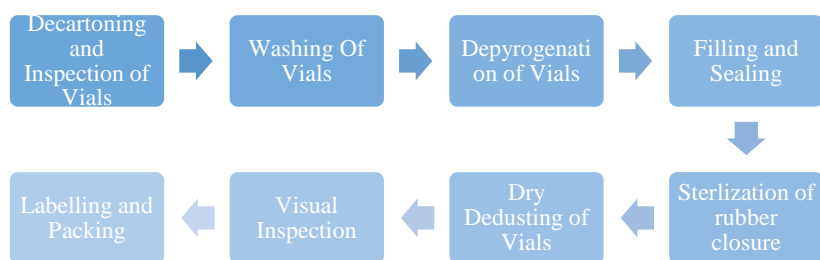 Decartoning
and
Inspection of
Vials
Washing Of
Vials
Depyrogenati
on of Vials
Filling and
Sealing
Sterlization of
rubber
closure
Dry
Dedusting of
Vials
Visual
Inspection
Labelling and
Packing